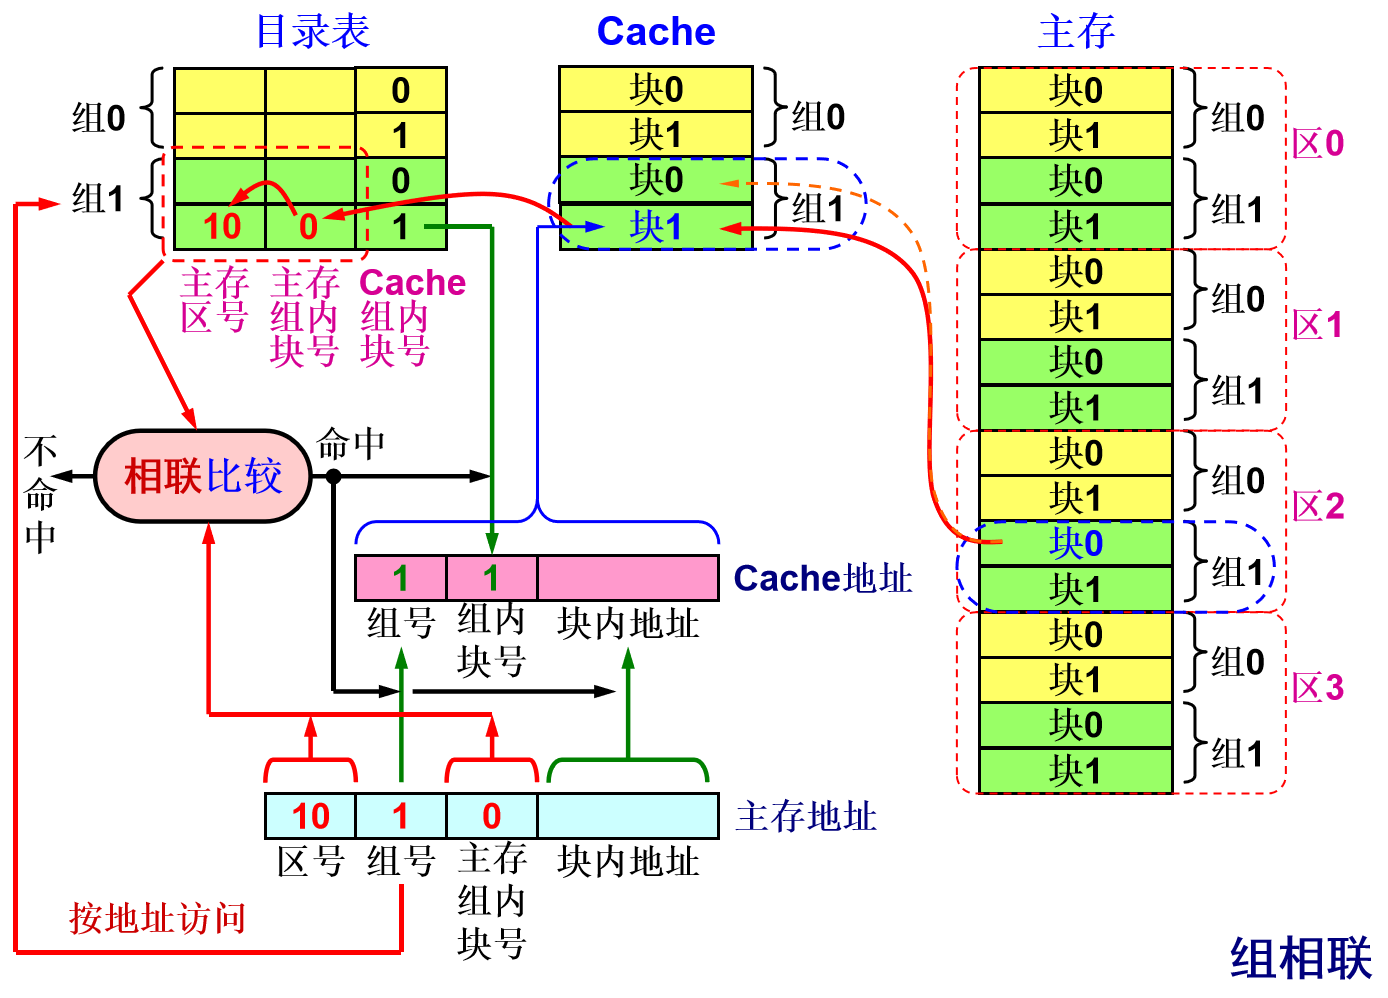 目录表
Cache
主存
组0
组1
0
1
0
10
0
1
主存
区号
主存
组内
块号
Cache
组内
块号
块0
块1
块0
块1
组0
组1
块0
块1
块0
块1
组0
组1
区0
块0
块1
块0
块1
组0
组1
区1
块0
块1
块0
块1
组0
组1
区2
块0
块1
块0
块1
组0
组1
区3
不
命
中
相联比较
命中
1
1
Cache地址
组号
组内
块号
块内地址
10
1
0
主存地址
区号
组号
主存
组内
块号
块内地址
按地址访问
组相联